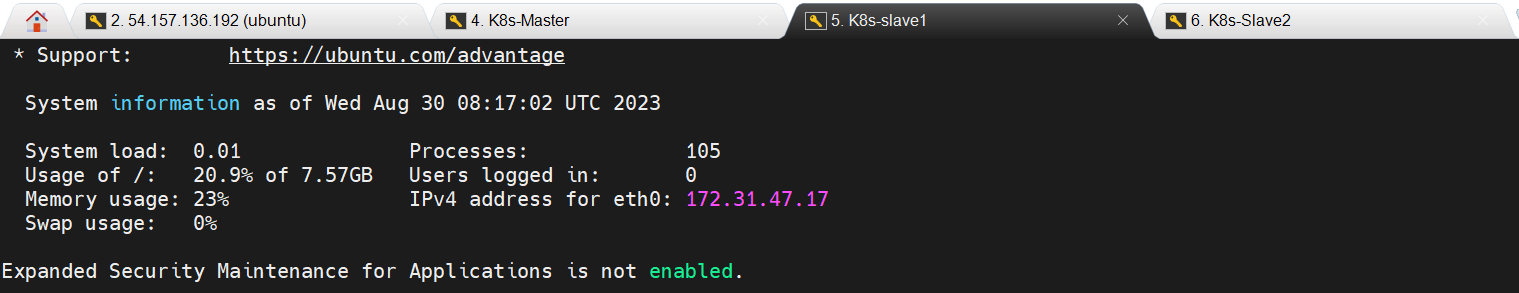 2. 54.157.136.192 (ubuntu)
4. K8s-Master
5. K8s-slave1
6. K8s-Slave2
* Support: https://ubuntu.com/advantage
System information as of Wed Aug 30 08:17:02 UTC 2023
System load: 0.01 Processes: 105
Usage of /: 20.9% of 7.57GB Users logged in: 0
Memory usage: 23% IPv4 address for eth0: 172.31.47.17
Swap usage: 0%
Expanded Security Maintenance for Applications is not enabled.